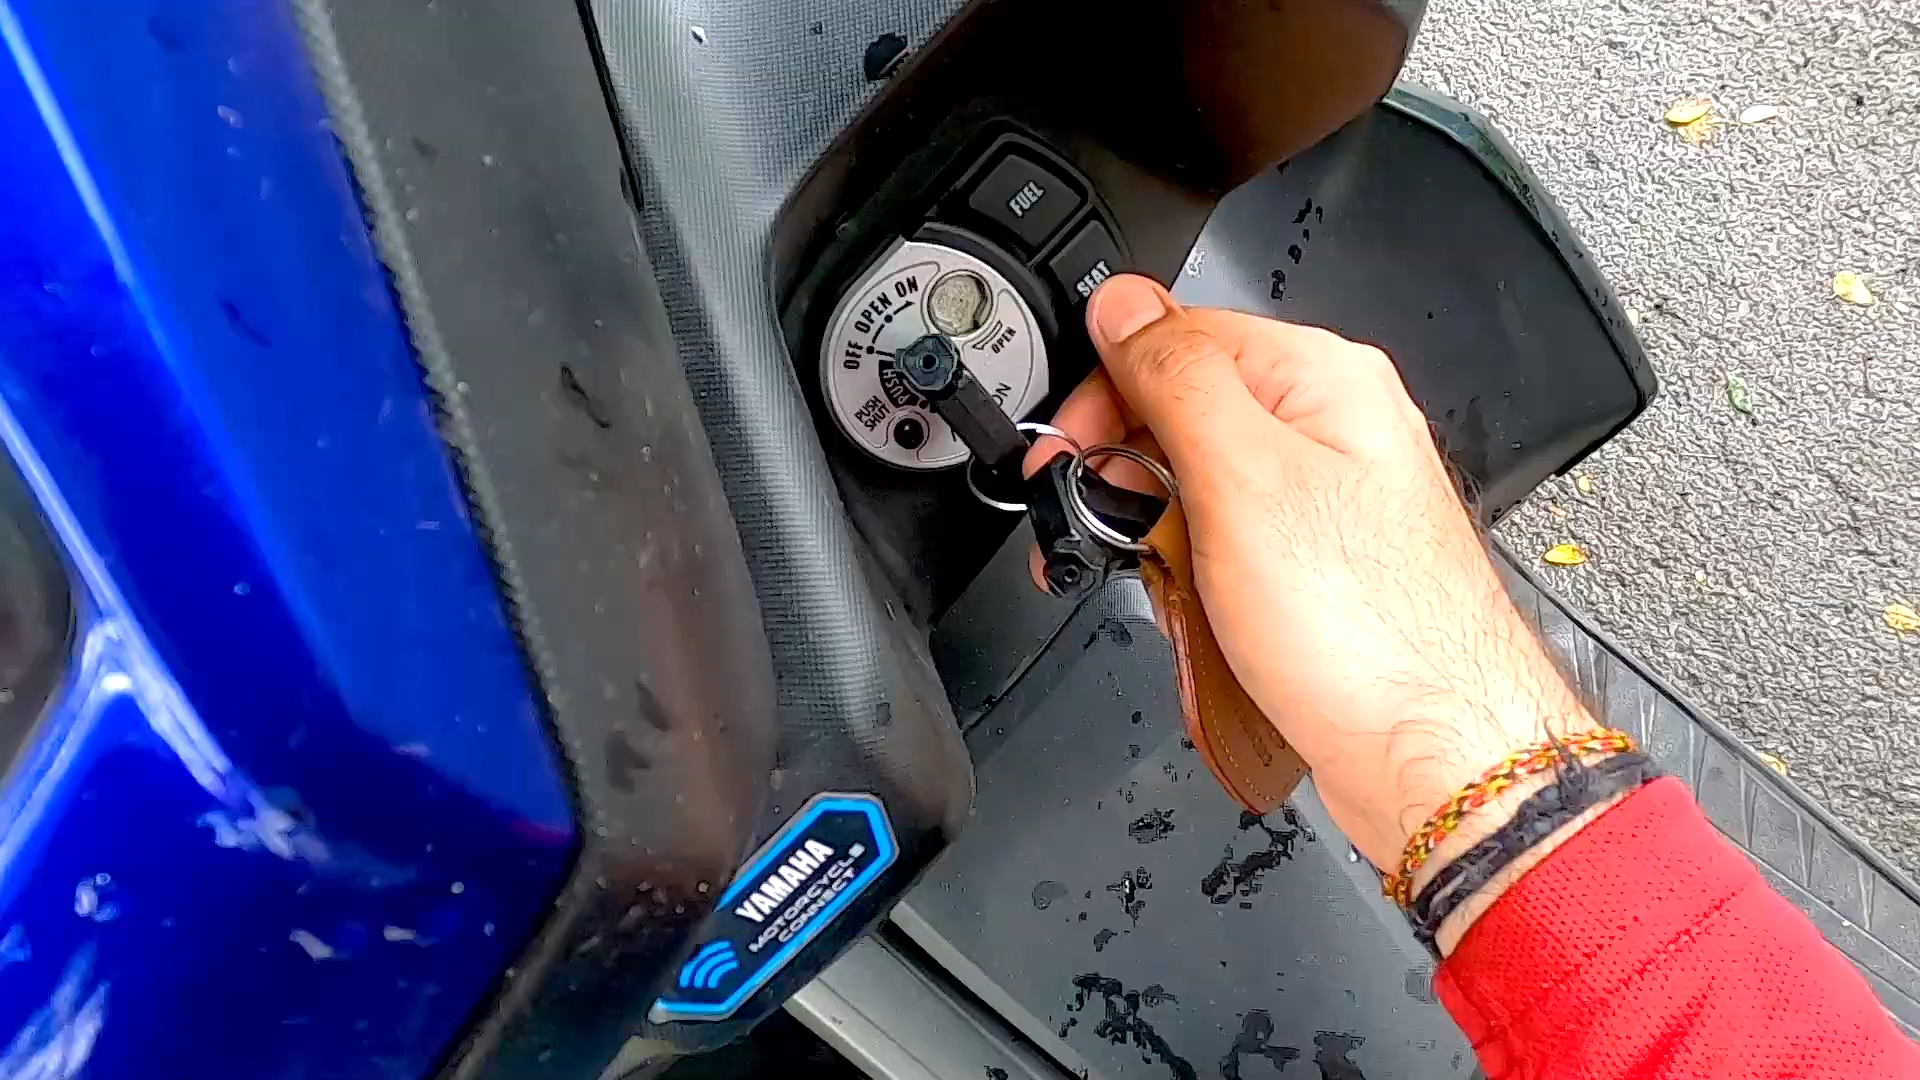 FUEL
SEAT
ON
OPEN
OFF
OPEN
PUSH
PUSH
SHUT
YAMAHA
MOTORCYCLE
CONNECT